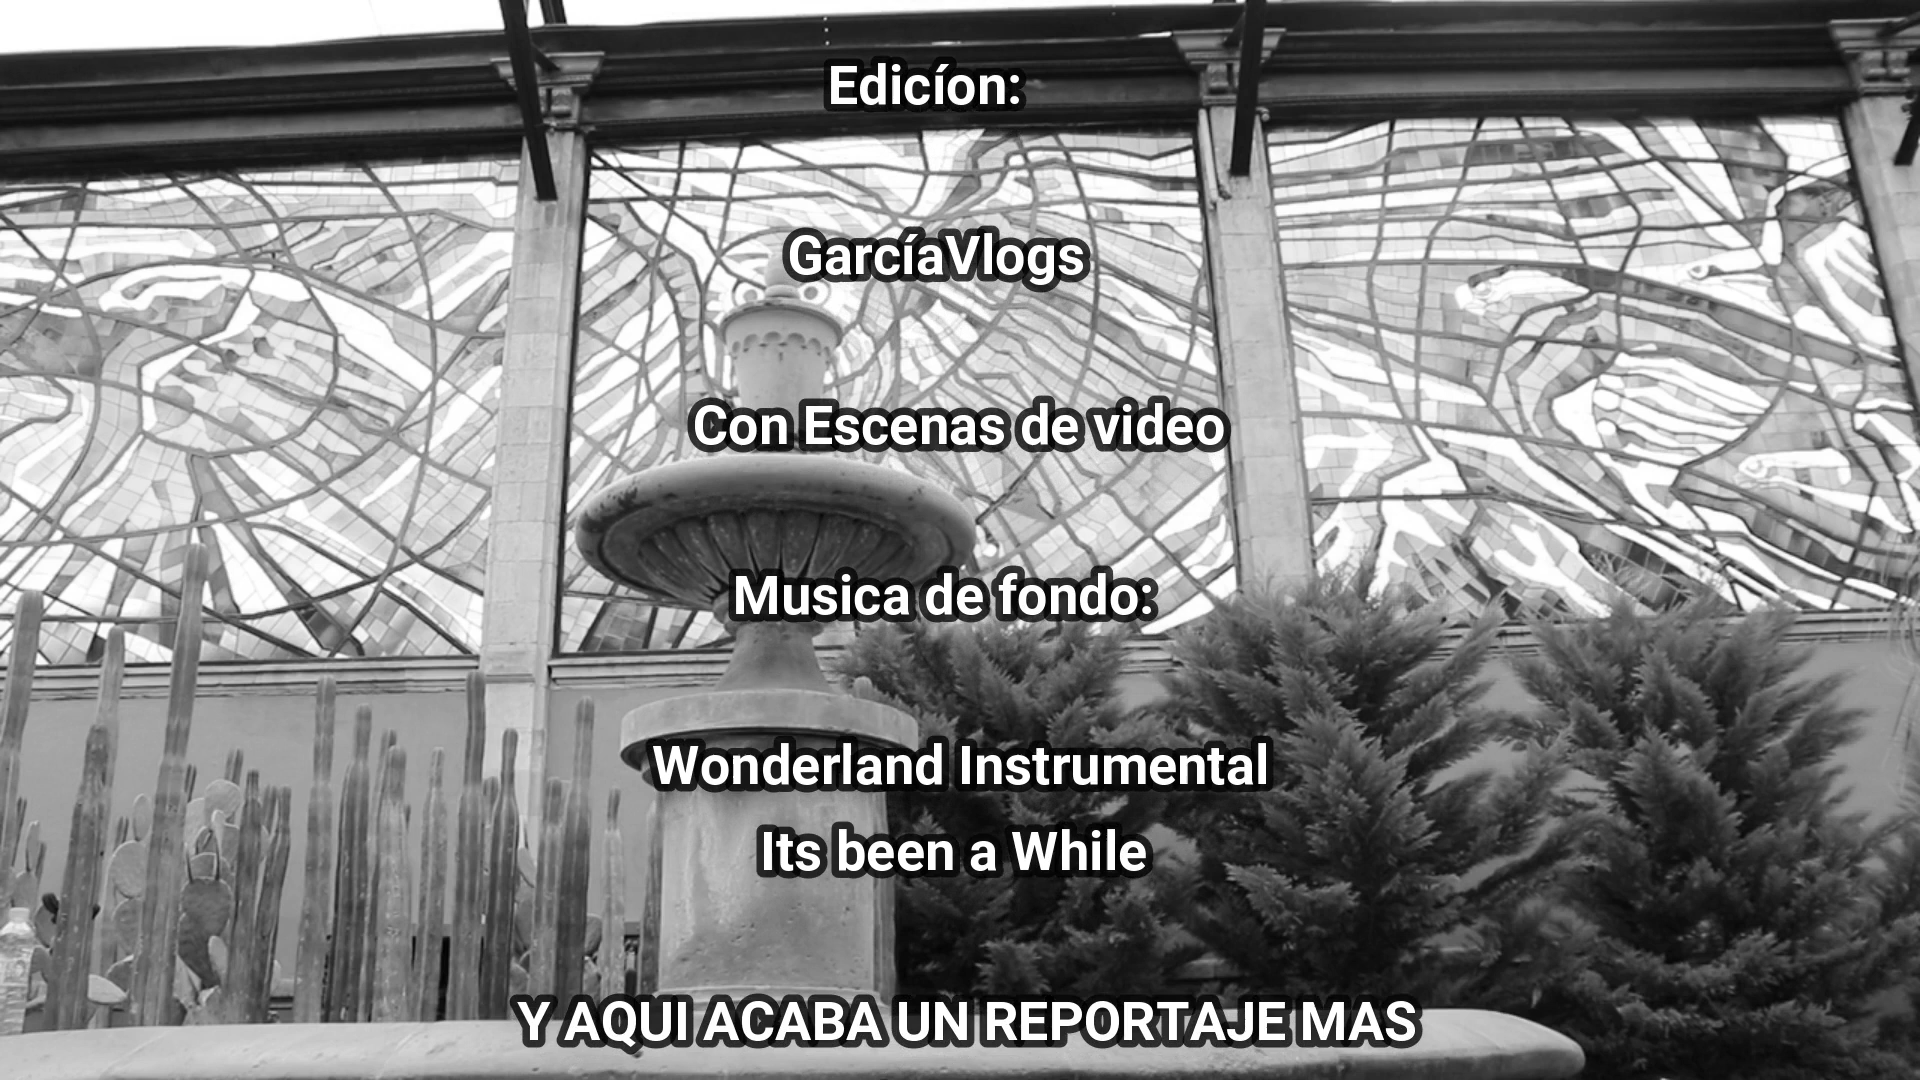 Edicíon:
GarcíaVlogs
Con Escenas de video
Musica de fondo:
Wonderland Instrumental
Its been a While
Y AQUI ACABA UN REPORTAJE MAS